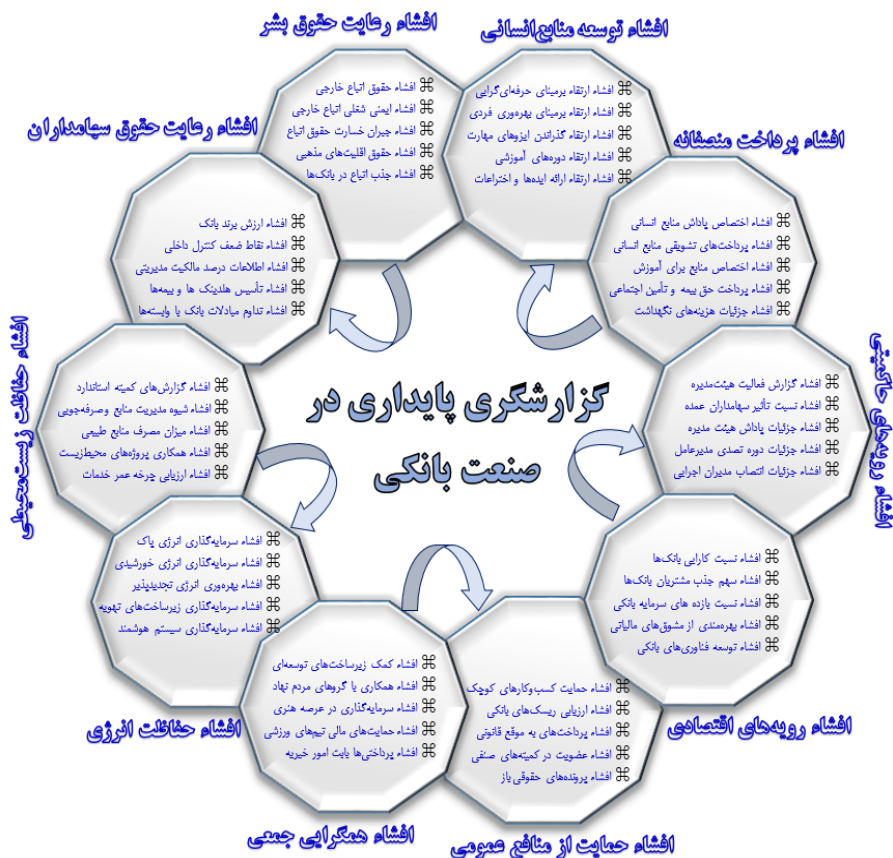 افشاء رعایت حقوق بشر
افشاء حقوق اتباع خارجی
افشاء ایمنی شغلی اتباع خارجی
افشاء جبران خسارت حقوق اتباع
افشاء حقوق اقلیت‌های مذهبی
افشاء جذب اتباع در بانک‌ها
افشاء توسعه منابع‌انسانی
افشاء ارتقاء برمبنای حرفه‌ای‌گرایی
افشاء ارتقاء برمبنای بهره‌وری فردی
افشاء ارتقاء گذراندن ایزوهای مهارت
افشاء ارتقاء دوره‌های آموزشی
افشاء ارتقاء ارائه ایده‌ها و اختراعات
افشاء پرداخت منصفانه
افشاء اختصاص پاداش منابع انسانی
افشاء پرداخت‌های تشویقی منابع انسانی
افشاء اختصاص منابع برای آموزش
افشاء پرداخت حق بیمه و تأمین اجتماعی
افشاء جزئیات هزینه‌های نگهداشت
افشاء رویه‌های حاکمیتی
افشاء گزارش فعالیت هیئت‌مدیره
افشاء نسبت تأثیر سهامداران عمده
افشاء جزئیات پاداش هیئت مدیره
افشاء جزئیات دوره تصدی مدیرعامل
افشاء جزئیات انتصاب مدیران اجرایی
افشاء رویه‌های اقتصادی
افشاء نسبت کارایی بانک‌ها
افشاء سهم جذب مشتریان بانک‌ها
افشاء نسبت بازده های سرمایه بانکی
افشاء بهره‌مندی از مشوق‌های مالیاتی
افشاء توسعه فناوری‌های بانکی
افشاء حمایت از منافع عمومی
افشاء حمایت کسب‌وکارهای کوچک
افشاء ارزیابی ریسک‌های بانکی
افشاء پرداخت‌های به موقع قانونی
افشاء عضویت در کمیته‌های صنفی
افشاء پرونده‌های حقوقی باز
افشاء همگرایی جمعی
افشاء کمک زیرساخت‌های توسعه‌ای
افشاء همکاری با گروهای مردم نهاد
افشاء سرمایه‌گذاری در عرصه هنری
افشاء حمایت‌های مالی تیم‌های ورزشی
افشاء پرداختی‌ها بابت امور خیریه
افشاء حفاظت انرژی
افشاء سرمایه‌گذاری انرژی پاک
افشاء سرمایه‌گذاری انرژی خورشیدی
افشاء بهره‌وری انرژی تجدیدپذیر
افشاء سرمایه‌گذاری زیرساخت‌های تهویه
افشاء سرمایه‌گذاری سیستم هوشمند
افشاء حفاظت زیست‌محیطی
افشاء گزارش‌های کمیته استاندارد
افشاء شیوه مدیریت منابع وصرفه‌جویی
افشاء میزان مصرف منابع طبیعی
افشاء همکاری پروژه‌های محیط‌زیست
افشاء ارزیابی چرخه عمر خدمات
افشاء رعایت حقوق سهامداران
افشاء ارزش برند بانک
افشاء نقاط ضعف کنترل داخلی
افشاء اطلاعات درصد مالکیت مدیریتی
افشاء تأسیس هلدینک ها و بیمه‌ها
افشاء تداوم مبادلات بانک با وابسته‌ها
گزارشگری پایداری در
صنعت بانکی